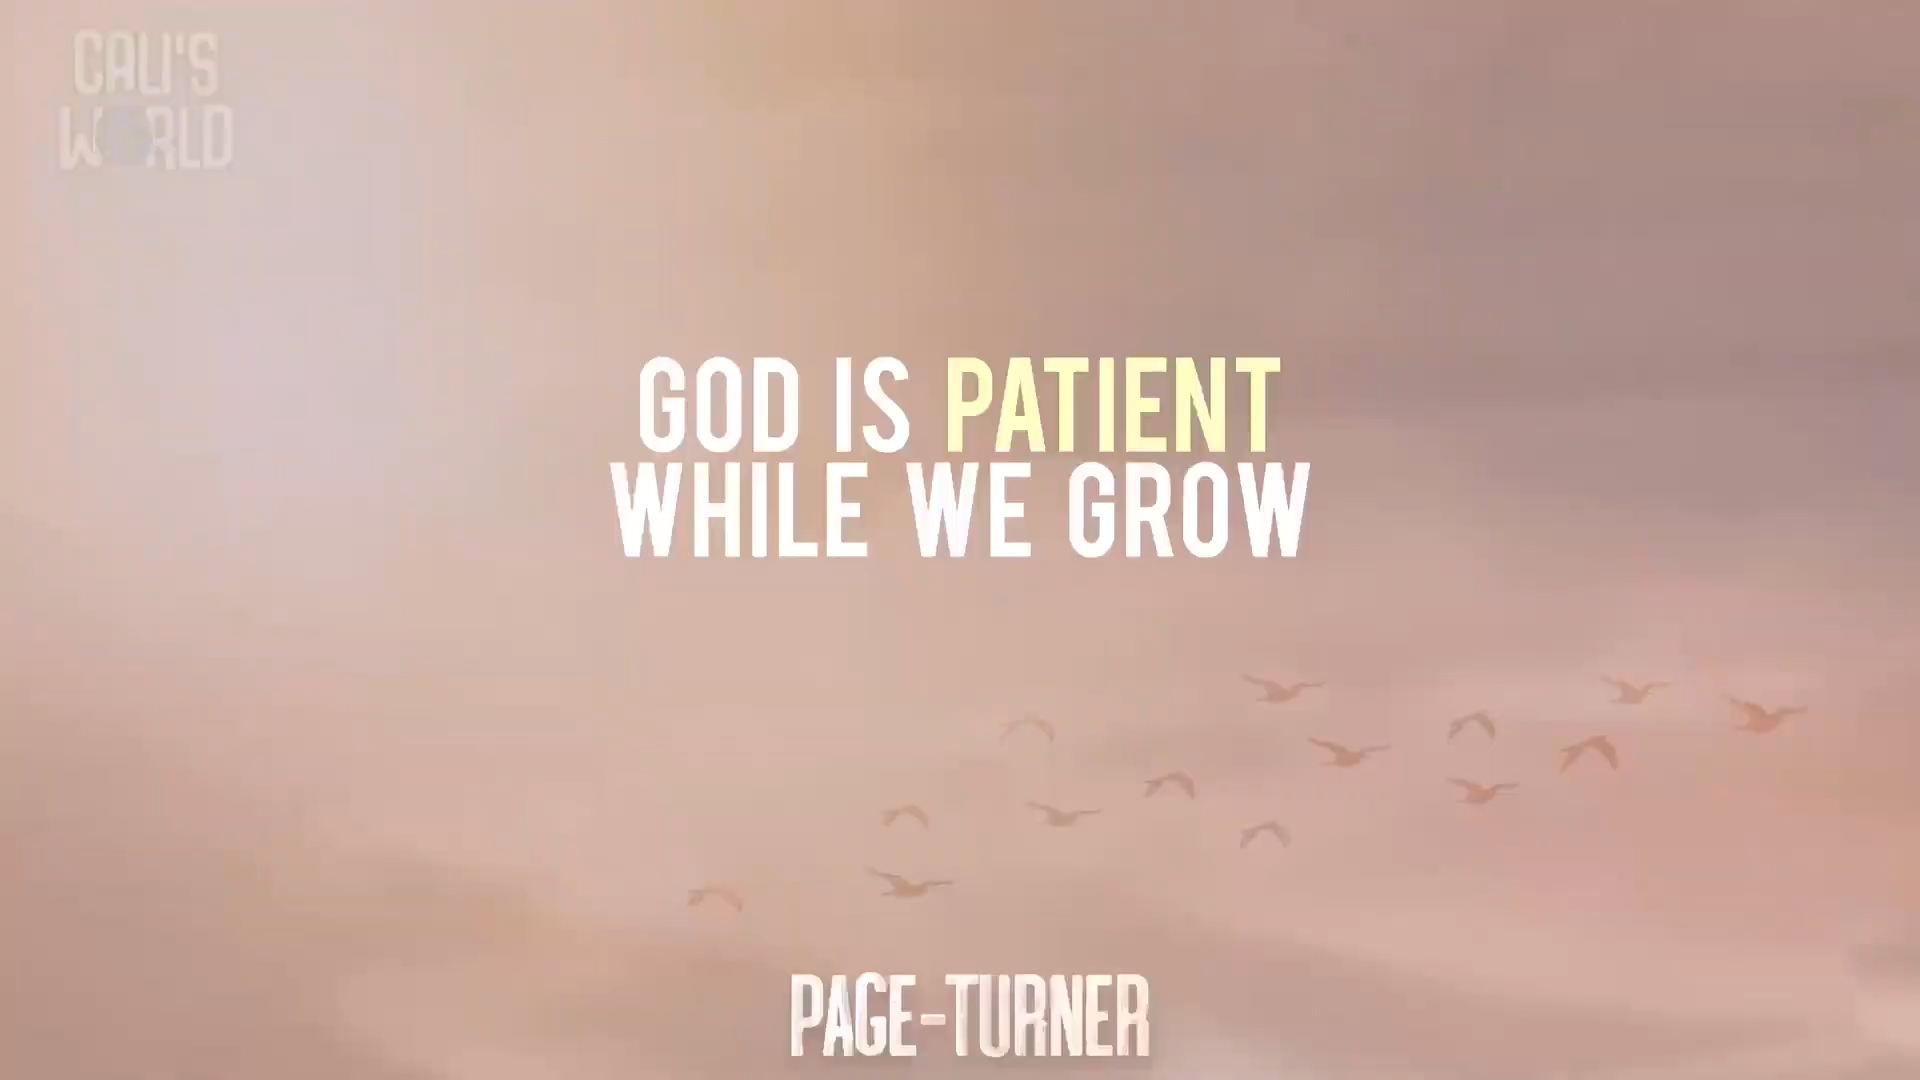 CALI'S
WORLD
GOD IS PATIENT
WHILE WE GROW
PAGE-TURNER